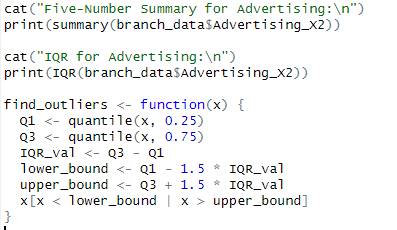 cat("Five-Number Summary for Advertising:\n")
print(summary(branch_data$Advertising_X2))
cat("IQR for Advertising:\n")
print(IQR(branch_data$Advertising_X2))
find_outliers <- function(x) {
  Q1 <- quantile(x, 0.25)
  Q3 <- quantile(x, 0.75)
  IQR_val <- Q3 - Q1
  lower_bound <- Q1 - 1.5 * IQR_val
  upper_bound <- Q3 + 1.5 * IQR_val
  x[x < lower_bound | x > upper_bound]
}